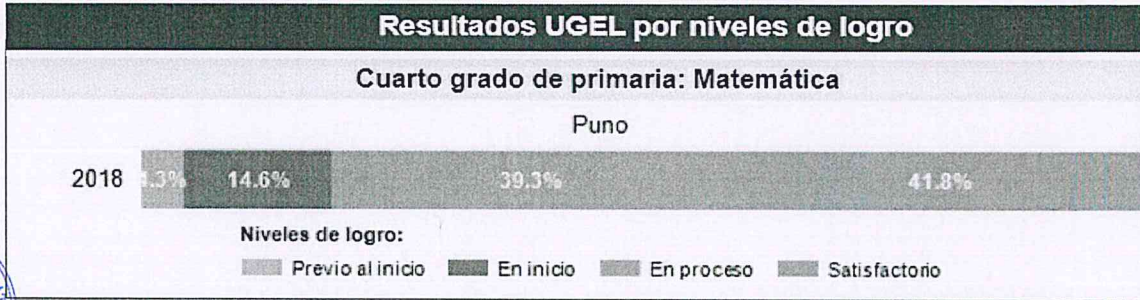 Resultados UGEL por niveles de logro
Cuarto grado de primaria: Matemática
Puno
2018 .3% 14.6% 39.3% 41.8%
Niveles de logro:
Previo al inicio En inicio En proceso Satisfactorio